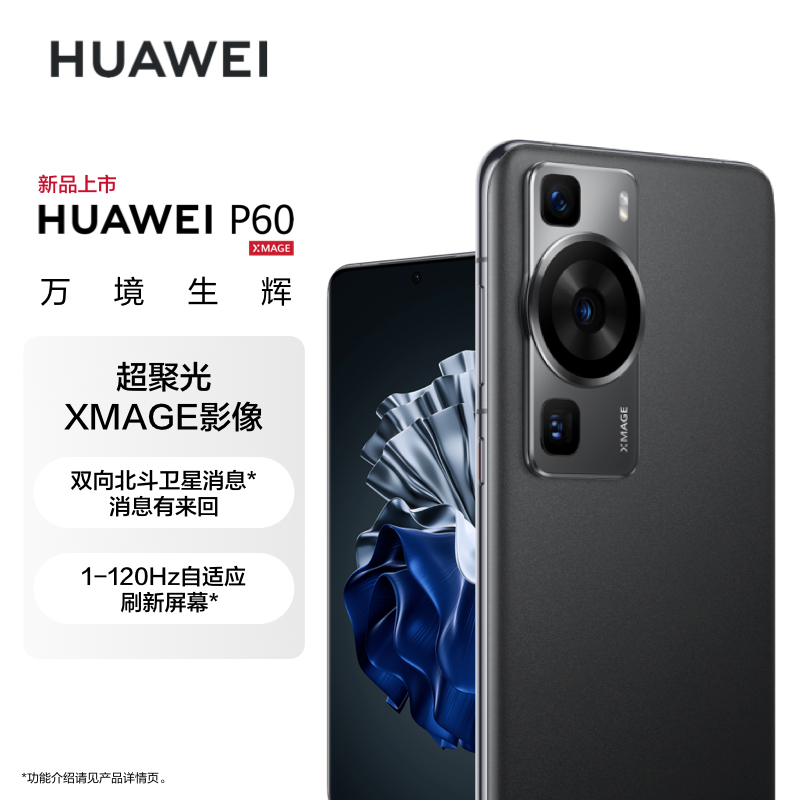 HUAWEI
新品上市
HUAWEI P60
XMAGE
万境生辉
超聚光
XMAGE影像
双向北斗卫星消息*
消息有来回
1-120Hz自适应
刷新屏幕*
XMAGE
*功能介绍请见产品详情页。